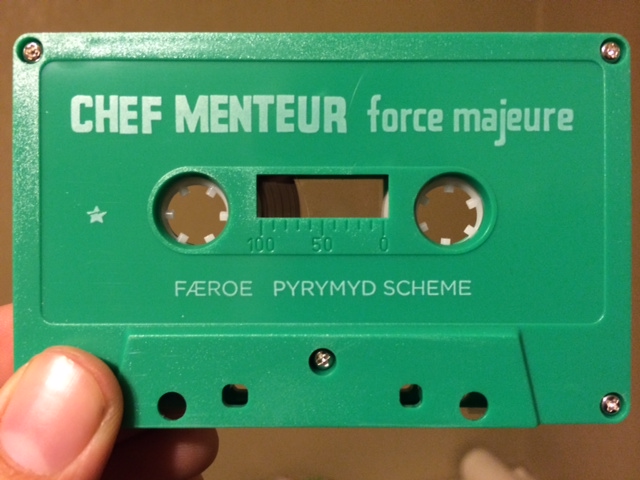 CHEF MENTEUR force majeure
100 50 0
FÆROE PYRYMYD SCHEME